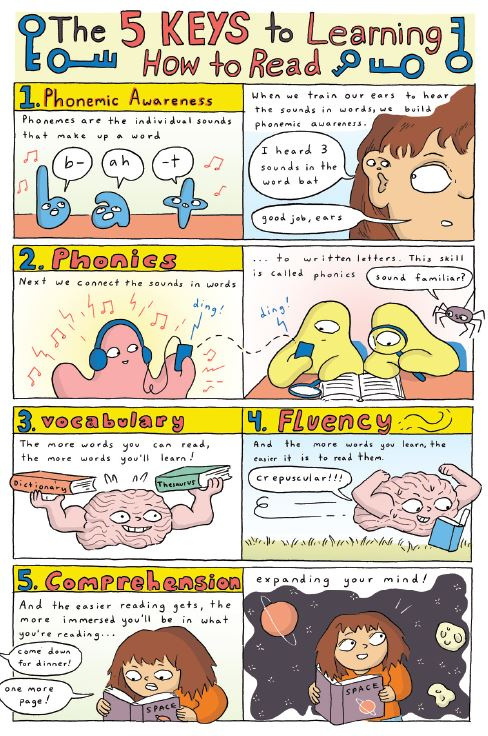 The 5 KEYS to Learning
How to Read
1. Phonemic Awareness
Phonemes are the individual sounds
that make up a word
b-
ah
-t
b a t
When we train our ears to hear
the sounds in words, we build
phonemic awareness.
I heard 3
sounds in the
word bat
good job, ears
2. Phonics
Next we connect the sounds in words
ding!
... to written letters. This skill
is called phonics
sound familiar?
ding!
3. vocabulary
The more words you can read,
the more words you'll learn!
Dictionary
Thesaurus
4. Fluency
And the more words you learn, the
easier it is to read them.
crepuscular!!!
5. Comprehension
And the easier reading gets, the
more immersed you'll be in what
you're reading...
come down
for dinner!
one more
page!
SPACE
expanding your mind!
SPACE